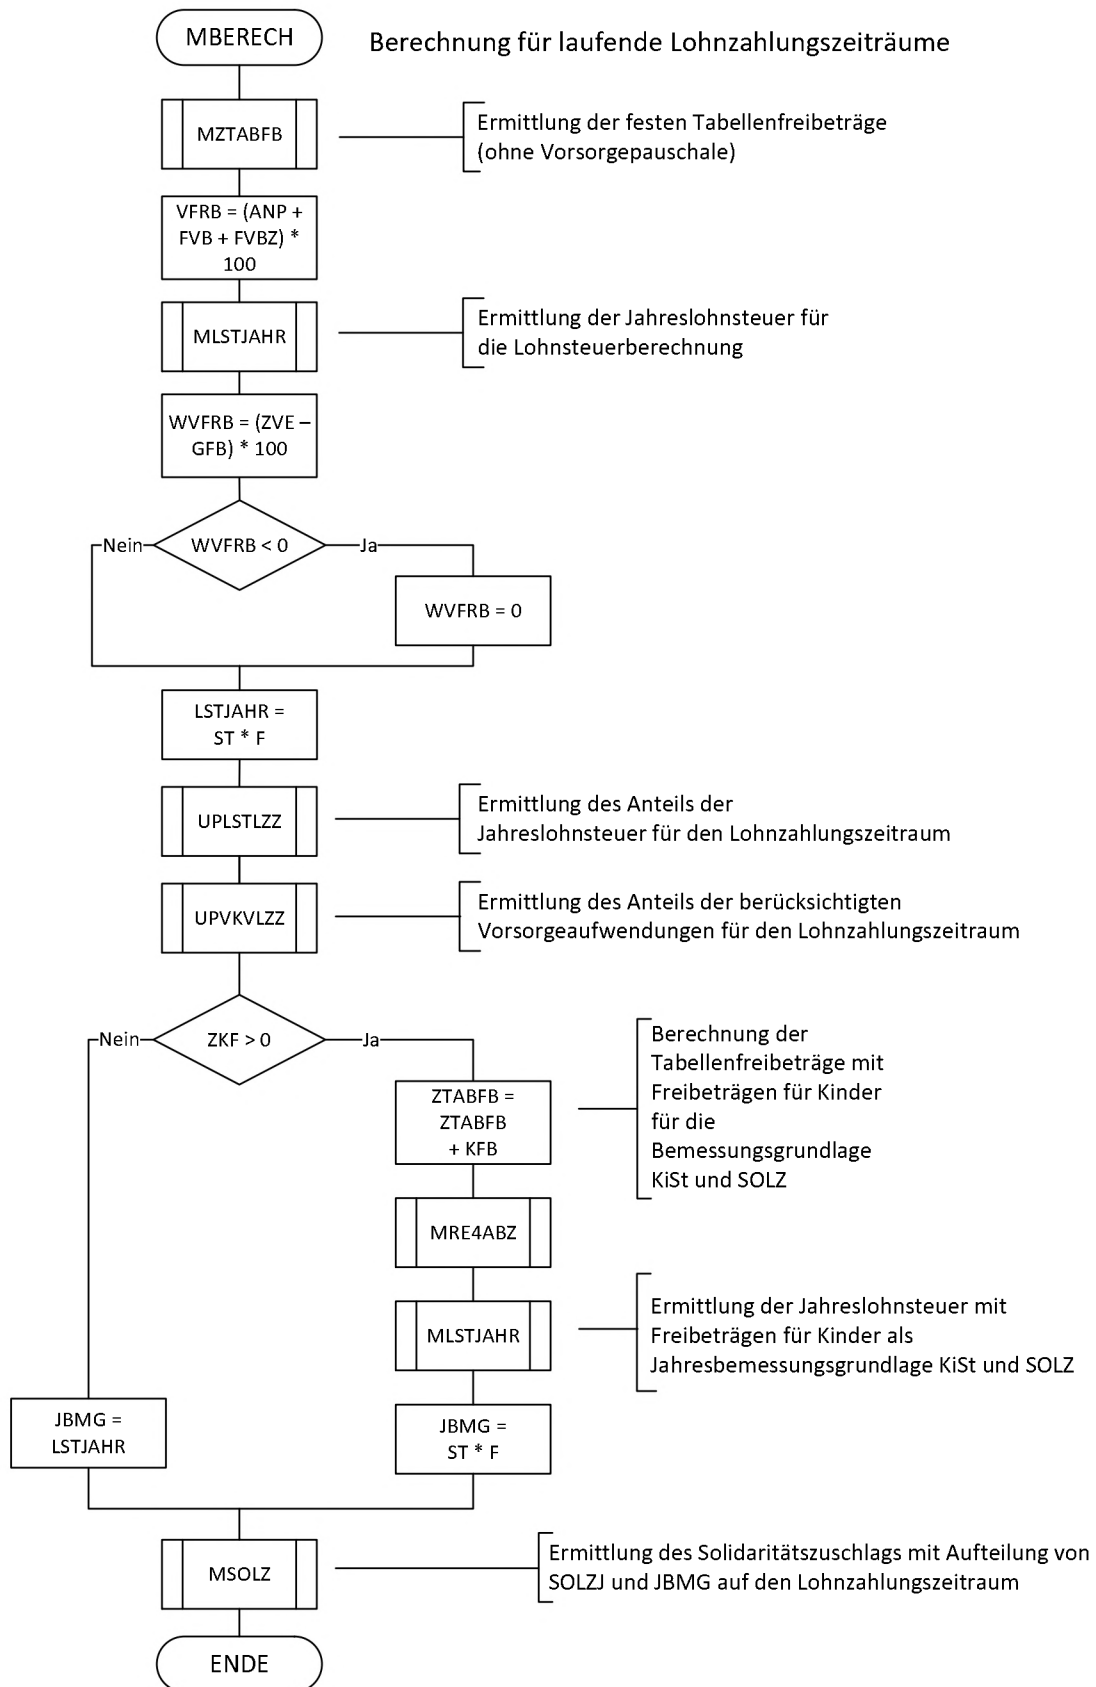 MBERECH
Berechnung für laufende Lohnzahlungszeiträume
MZTABFB
Ermittlung der festen Tabellenfreibeträge
(ohne Vorsorgepauschale)
VFRB = (ANP +
FVB + FVBZ) *
100
MLSTJAHR
Ermittlung der Jahreslohnsteuer für
die Lohnsteuerberechnung
WVFRB = (ZVE –
GFB) * 100
Nein
WVFRB < 0
Ja
WVFRB = 0
LSTJAHR =
ST * F
UPLSTLZZ
Ermittlung des Anteils der
Jahreslohnsteuer für den Lohnzahlungszeitraum
UPVKVLZZ
Ermittlung des Anteils der berücksichtigten
Vorsorgeaufwendungen für den Lohnzahlungszeitraum
Nein
ZKF > 0
Ja
ZTABFB =
ZTABFB
+ KFB
Berechnung der
Tabellenfreibeträge mit
Freibeträgen für Kinder
für die
Bemessungsgrundlage
KiSt und SOLZ
MRE4ABZ
MLSTJAHR
Ermittlung der Jahreslohnsteuer mit
Freibeträgen für Kinder als
Jahresbemessungsgrundlage KiSt und SOLZ
JBMG =
LSTJAHR
JBMG =
ST * F
MSOLZ
Ermittlung des Solidaritätszuschlags mit Aufteilung von
SOLZJ und JBMG auf den Lohnzahlungszeitraum
ENDE